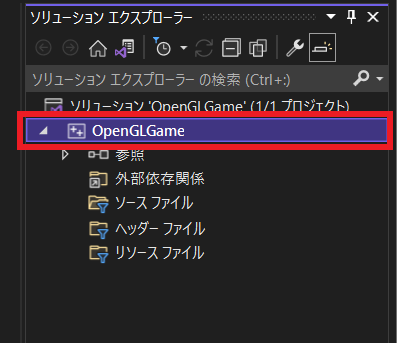 ソリューション エクスプローラー
ソリューション エクスプローラー の検索 (Ctrl+:)
ソリューション 'OpenGLGame' (1/1 プロジェクト)
OpenGLGame
参照
外部依存関係
ソース ファイル
ヘッダー ファイル
リソース ファイル